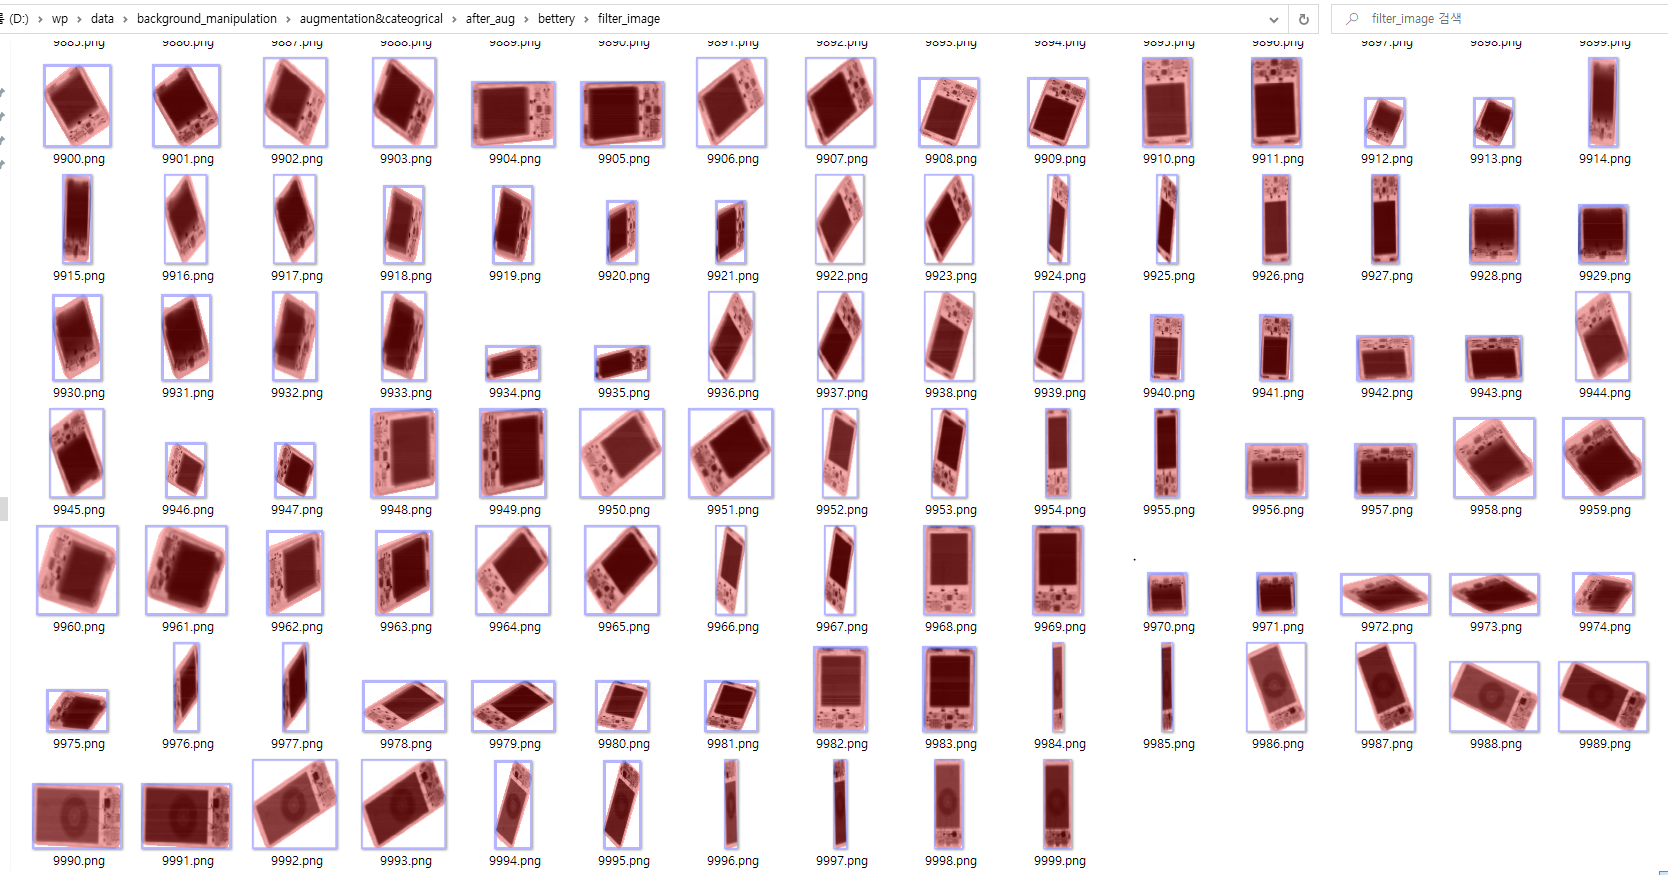 (D:) > wp > data > background_manipulation > augmentation&cateogrical > after_aug > bettery > filter_image
filter_image 검색
9885.png 9886.png 9887.png 9888.png 9889.png 9890.png 9891.png 9892.png 9893.png 9894.png 9895.png 9896.png 9897.png 9898.png 9899.png
9900.png 9901.png 9902.png 9903.png 9904.png 9905.png 9906.png 9907.png 9908.png 9909.png 9910.png 9911.png 9912.png 9913.png 9914.png
9915.png 9916.png 9917.png 9918.png 9919.png 9920.png 9921.png 9922.png 9923.png 9924.png 9925.png 9926.png 9927.png 9928.png 9929.png
9930.png 9931.png 9932.png 9933.png 9934.png 9935.png 9936.png 9937.png 9938.png 9939.png 9940.png 9941.png 9942.png 9943.png 9944.png
9945.png 9946.png 9947.png 9948.png 9949.png 9950.png 9951.png 9952.png 9953.png 9954.png 9955.png 9956.png 9957.png 9958.png 9959.png
9960.png 9961.png 9962.png 9963.png 9964.png 9965.png 9966.png 9967.png 9968.png 9969.png 9970.png 9971.png 9972.png 9973.png 9974.png
9975.png 9976.png 9977.png 9978.png 9979.png 9980.png 9981.png 9982.png 9983.png 9984.png 9985.png 9986.png 9987.png 9988.png 9989.png
9990.png 9991.png 9992.png 9993.png 9994.png 9995.png 9996.png 9997.png 9998.png 9999.png